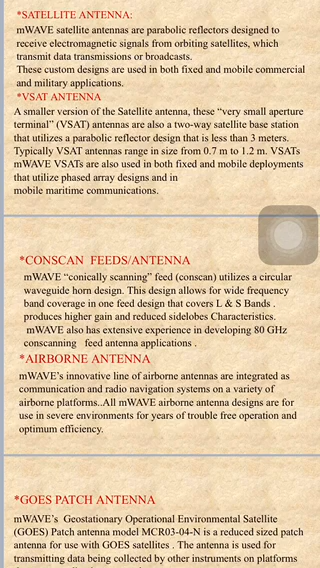 *SATELLITE ANTENNA:
mWAVE satellite antennas are parabolic reflectors designed to
receive electromagnetic signals from orbiting satellites, which
transmit data transmissions or broadcasts.
These custom designs are used in both fixed and mobile commercial
and military applications.
*VSAT ANTENNA
A smaller version of the Satellite antenna, these “very small aperture
terminal” (VSAT) antennas are also a two-way satellite base station
that utilizes a parabolic reflector design that is less than 3 meters.
Typically VSAT antennas range in size from 0.7 m to 1.2 m. VSATs
mWAVE VSATs are also used in both fixed and mobile deployments
that utilize phased array designs and in
mobile maritime communications.
*CONSCAN FEEDS/ANTENNA
mWAVE “conically scanning” feed (conscan) utilizes a circular
waveguide horn design. This design allows for wide frequency
band coverage in one feed design that covers L & S Bands .
produces higher gain and reduced sidelobes Characteristics.
mWAVE also has extensive experience in developing 80 GHz
conscanning feed antenna applications .
*AIRBORNE ANTENNA
mWAVE’s innovative line of airborne antennas are integrated as
communication and radio navigation systems on a variety of
airborne platforms..All mWAVE airborne antenna designs are for
use in severe environments for years of trouble free operation and
optimum efficiency.
*GOES PATCH ANTENNA
mWAVE’s Geostationary Operational Environmental Satellite
(GOES) Patch antenna model MCR03-04-N is a reduced sized patch
antenna for use with GOES satellites . The antenna is used for
transmitting data being collected by other instruments on platforms